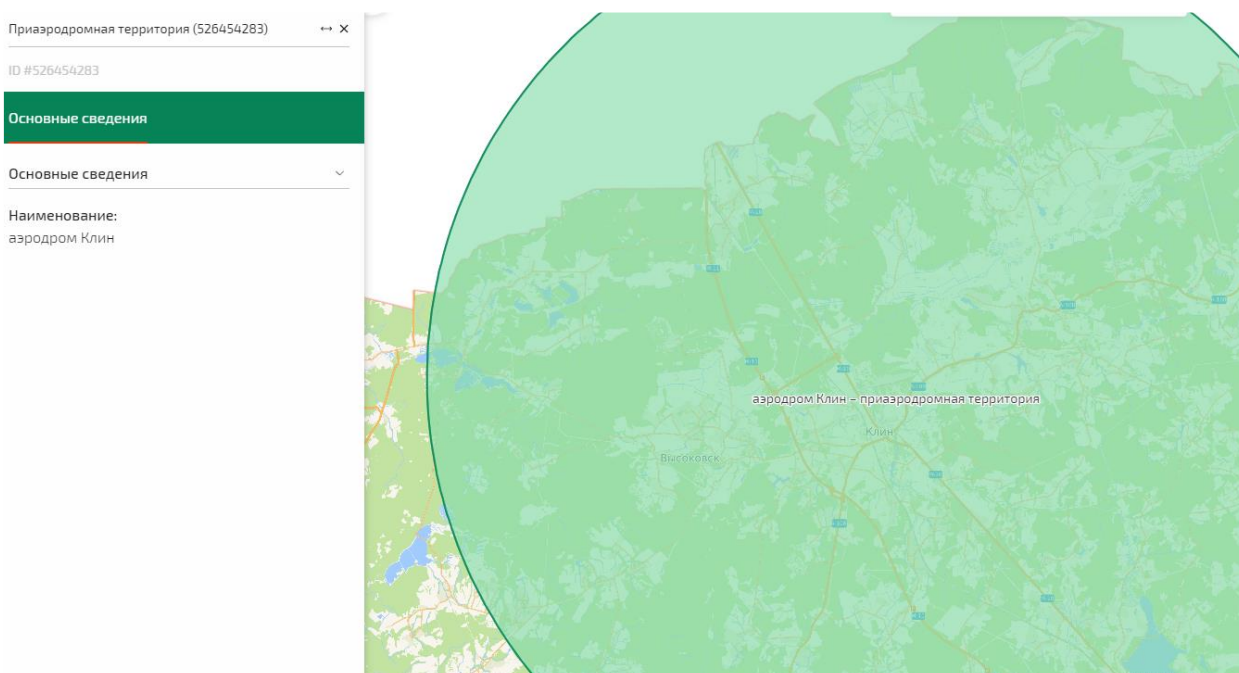 Приаэродромная территория (526454283)
ID #526454283
Основные сведения
Основные сведения
Наименование:
аэродром Клин
аэродром Клин – приаэродромная территория
Клин
Высоковск